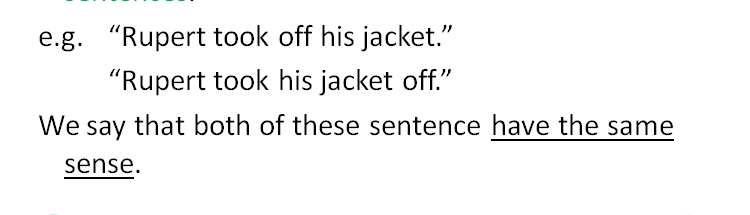 e.g. “Rupert took off his jacket.”
“Rupert took his jacket off.”
We say that both of these sentence have the same
sense.